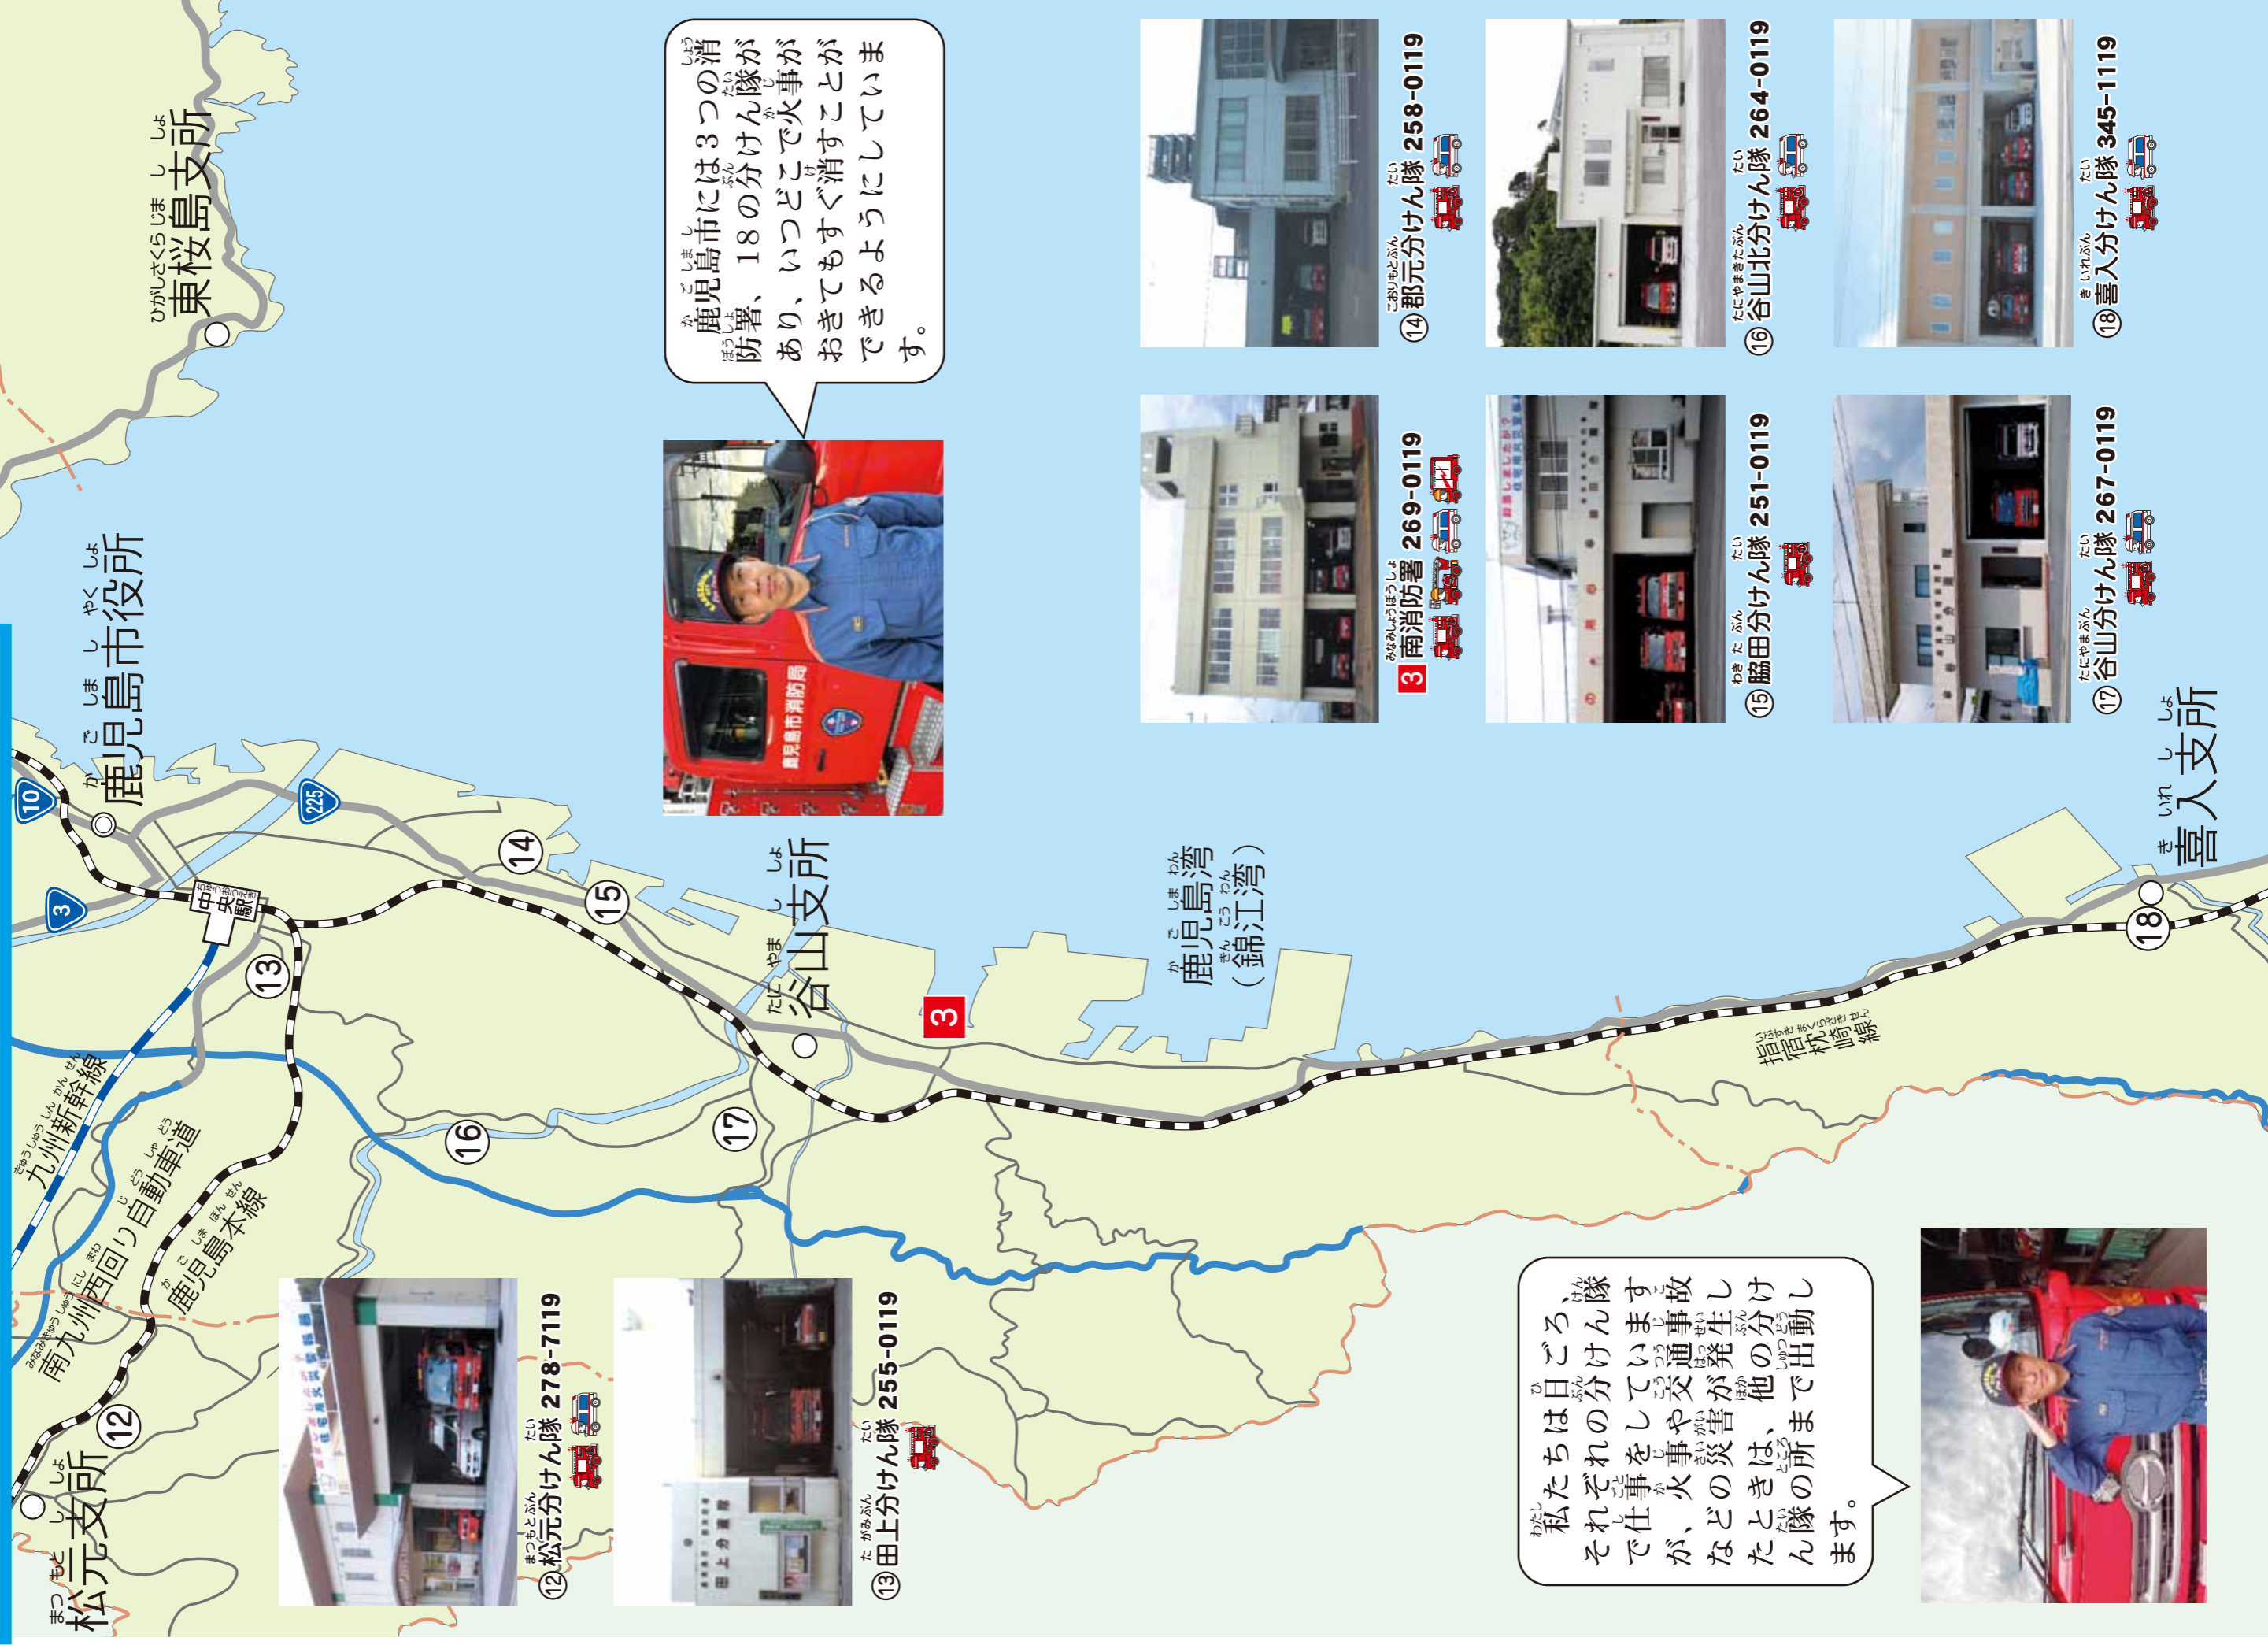 東桜島支所
鹿児島市役所
10
225
3
中央駅
九州新幹線
南九州西回り自動車道
鹿児島本線
松元支所
12
13
14
15
16
17
3
18
谷山支所
鹿児島湾
(錦江湾)
指宿枕崎線
喜入支所
鹿児島市には3つの消
防署、18の分けん隊が
あり、いつどこで火事が
おきてもすぐ消すことが
できるようにしていま
す。
鹿児島市消防局
⑫松元分けん隊 278-7119
⑬田上分けん隊 255-0119
3 南消防署 269-0119
⑭郡元分けん隊 258-0119
⑮脇田分けん隊 251-0119
⑯谷山北分けん隊 264-0119
⑰谷山分けん隊 267-0119
⑱喜入分けん隊 345-1119
私たちは日ごろ、
それぞれの分けん隊
で仕事をしています
が、火事や交通事故
などの災害が発生し
たときは、他の分け
ん隊の所まで出動し
ます。